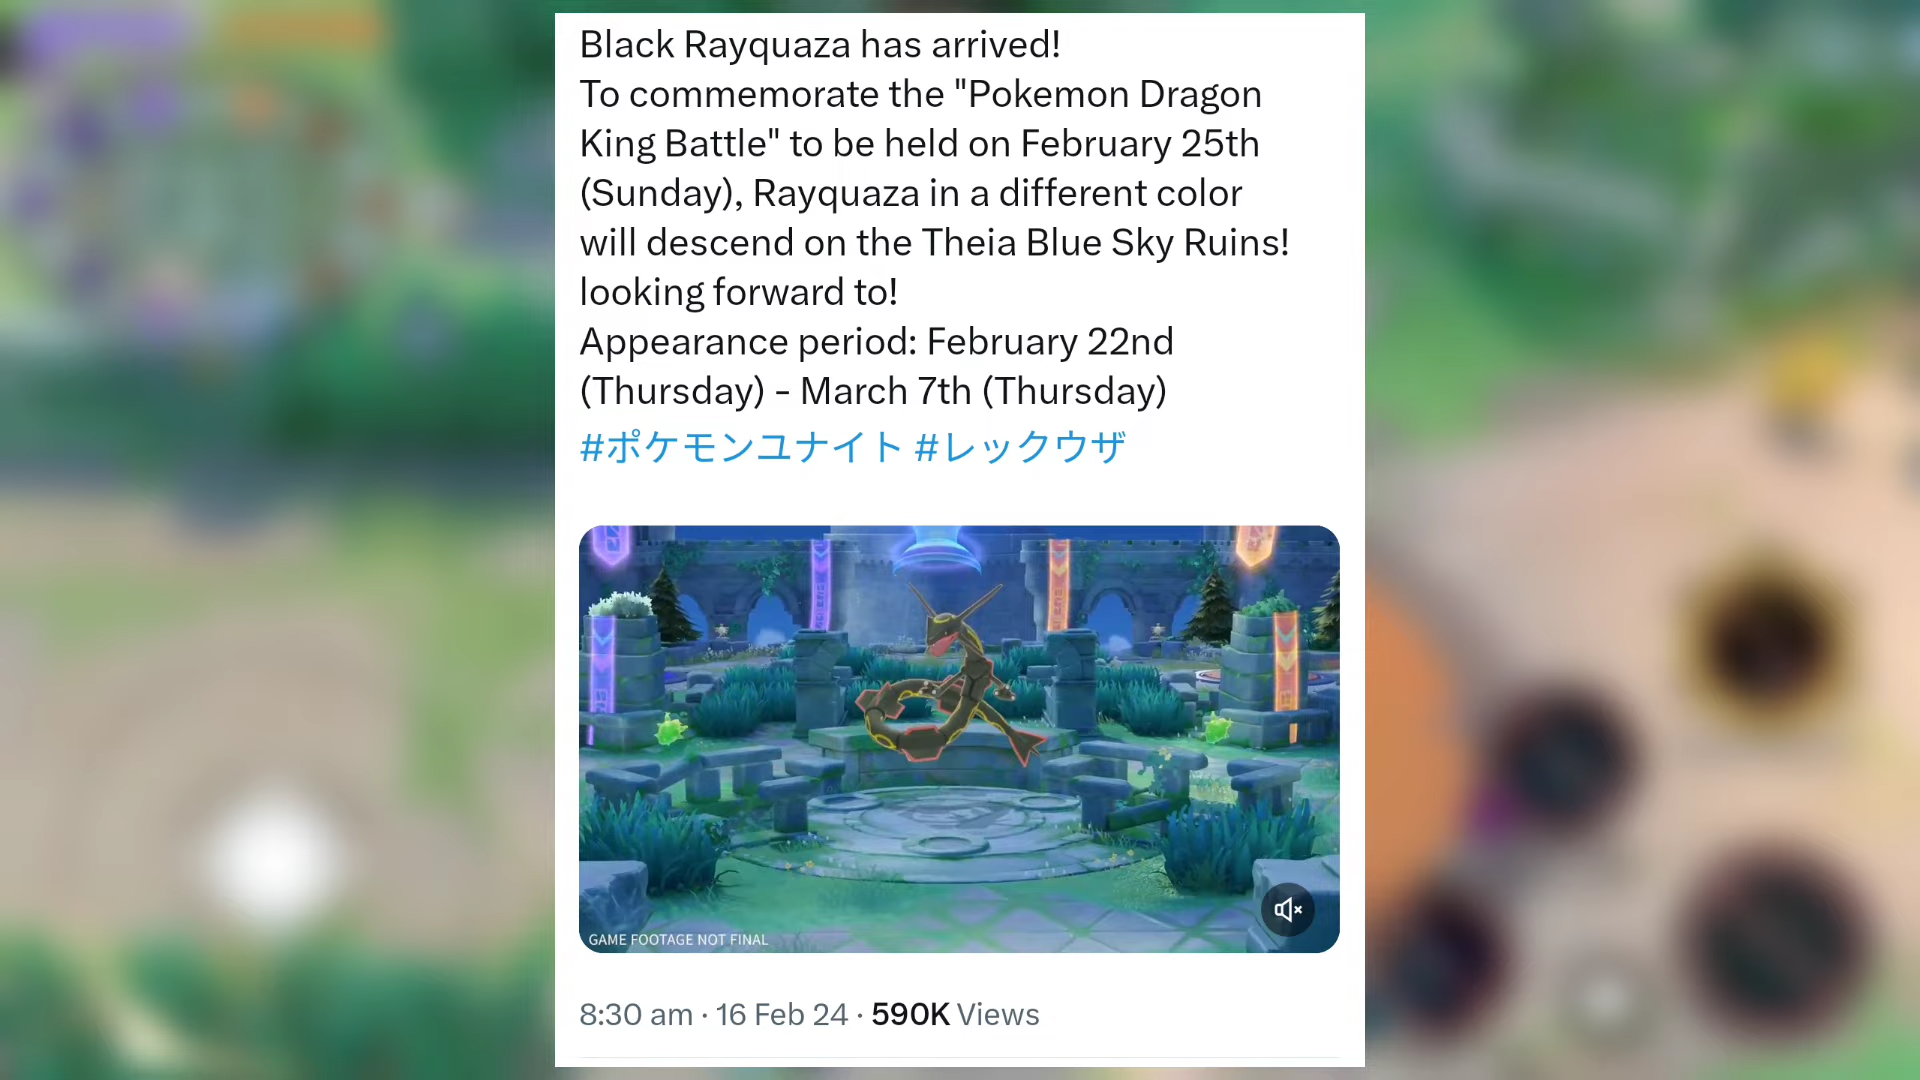 Black Rayquaza has arrived!
To commemorate the "Pokemon Dragon
King Battle" to be held on February 25th
(Sunday), Rayquaza in a different color
will descend on the Theia Blue Sky Ruins!
looking forward to!
Appearance period: February 22nd
(Thursday) - March 7th (Thursday)
#ポケモンユナイト #レックウザ
GAME FOOTAGE NOT FINAL
8:30 am · 16 Feb 24 · 590K Views